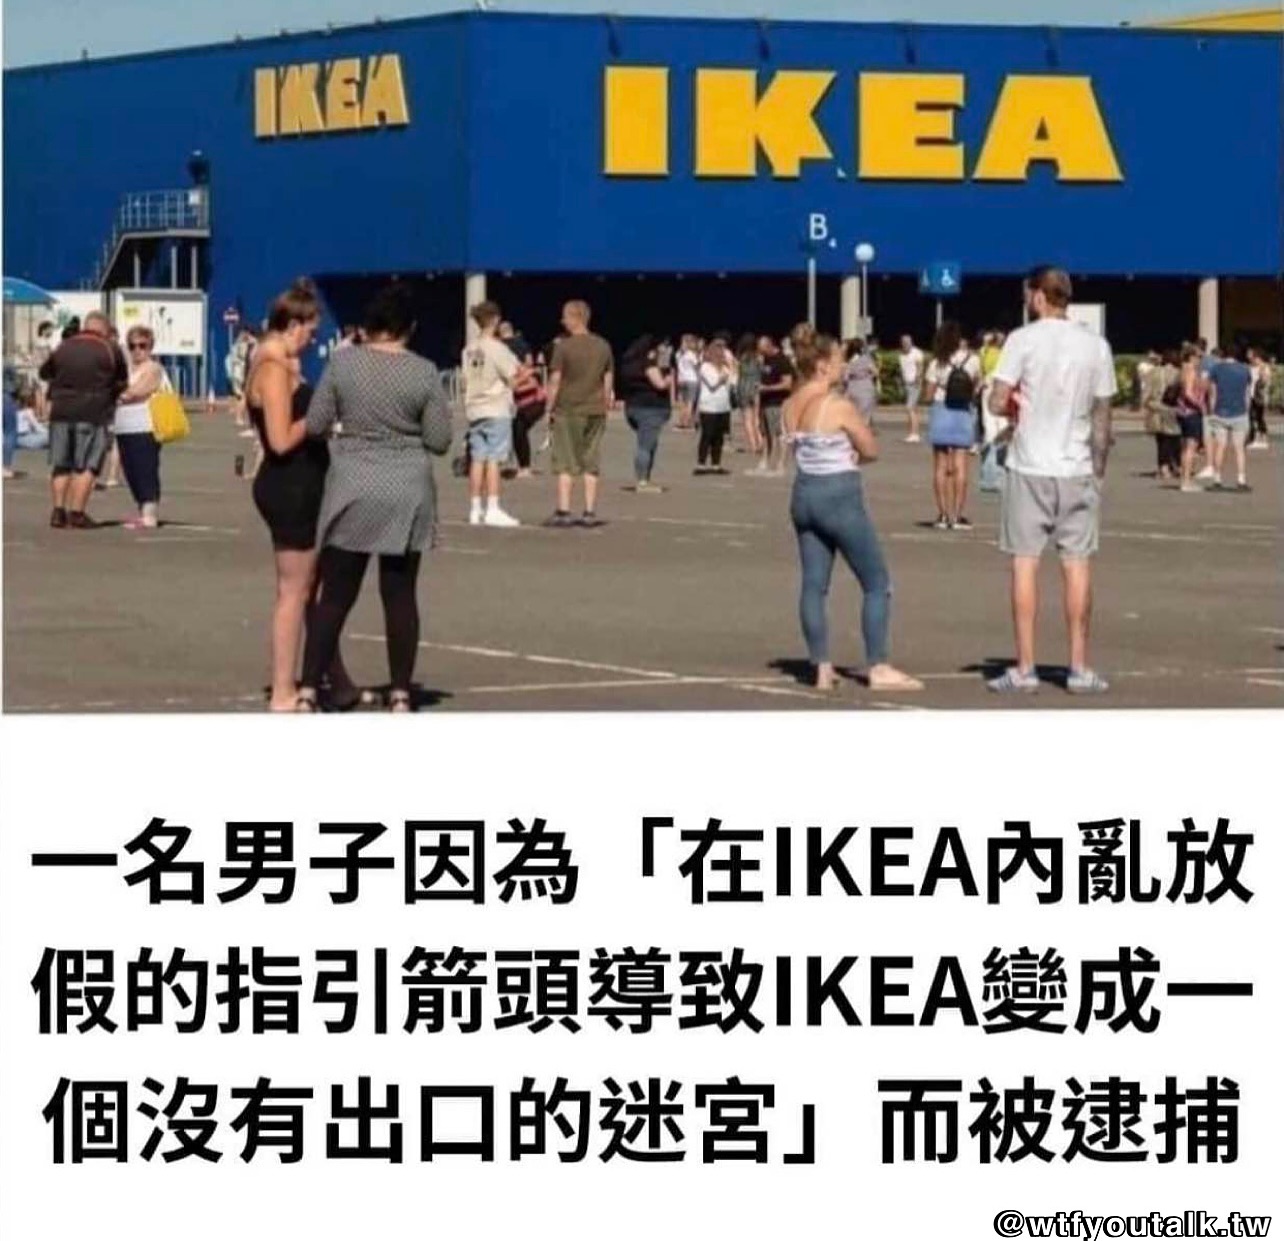 IKEA
IKEA
B
一名男子因為「在IKEA內亂放
假的指引箭頭導致IKEA變成一
個沒有出口的迷宮」而被逮捕
@wtfyoutalk.tw